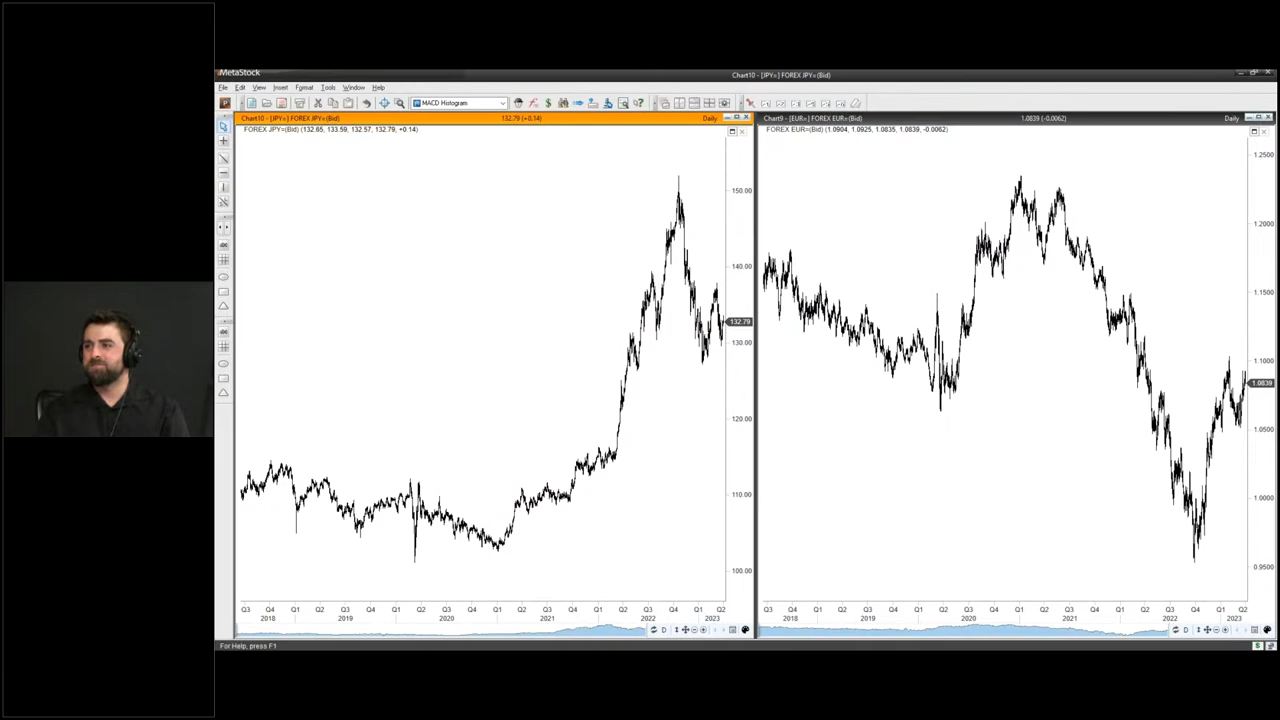 MetaStock
Chart10 - [JPY=] FOREX JPY=(Bid)
File Edit View Insert Format Tools Window Help
MACD Histogram
Chart10 - [JPY=] FOREX JPY=(Bid) 132.79 (+0.14) Daily
FOREX JPY=(Bid) (132.65, 133.59, 132.57, 132.79, +0.14)
150.00
140.00
132.79
130.00
120.00
110.00
100.00
Q3 Q4 Q1 Q2 Q3 Q4 Q1 Q2 Q3 Q4 Q1 Q2 Q3 Q4 Q1 Q2 Q3 Q4 Q1 Q2
2018 2019 2020 2021 2022 2023
D
Chart9 - [EUR=] FOREX EUR=(Bid) 1.0839 (-0.0062) Daily
FOREX EUR=(Bid) (1.0904, 1.0925, 1.0835, 1.0839, -0.0062)
1.2500
1.2000
1.1500
1.1000
1.0839
1.0500
1.0000
0.9500
Q3 Q4 Q1 Q2 Q3 Q4 Q1 Q2 Q3 Q4 Q1 Q2 Q3 Q4 Q1 Q2 Q3 Q4 Q1 Q2
2018 2019 2020 2021 2022 2023
D
For Help, press F1